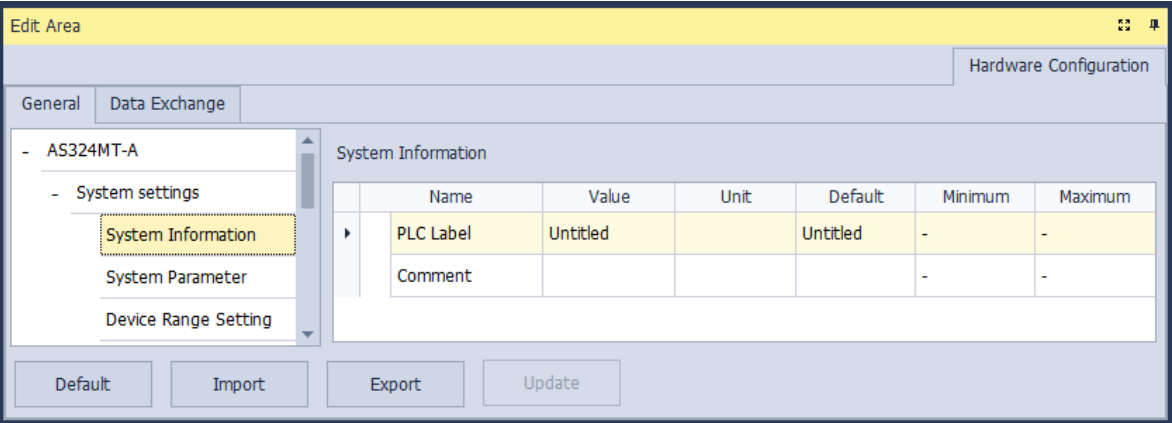 Edit Area
Hardware Configuration
General Data Exchange
- AS324MT-A
- System settings
System Information
System Parameter
Device Range Setting
System Information
Name Value Unit Default Minimum Maximum
PLC Label Untitled Untitled - -
Comment - -
Default Import Export Update